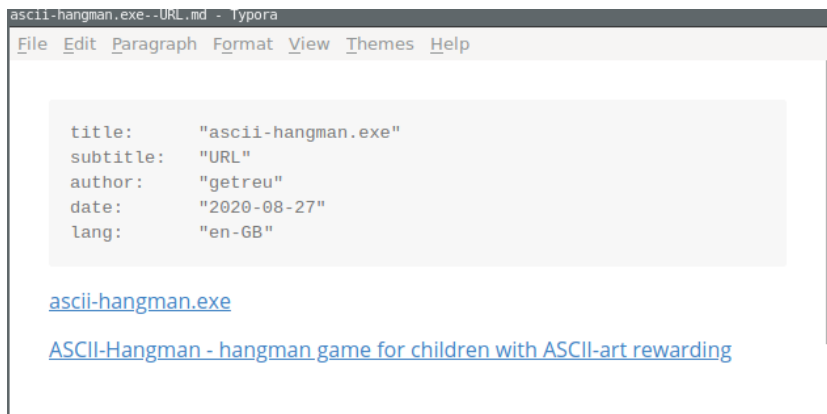 ascii-hangman.exe--URL.md - Typora
File Edit Paragraph Format View Themes Help
title: "ascii-hangman.exe"
subtitle: "URL"
author: "getreu"
date: "2020-08-27"
lang: "en-GB"
ascii-hangman.exe
ASCII-Hangman - hangman game for children with ASCII-art rewarding